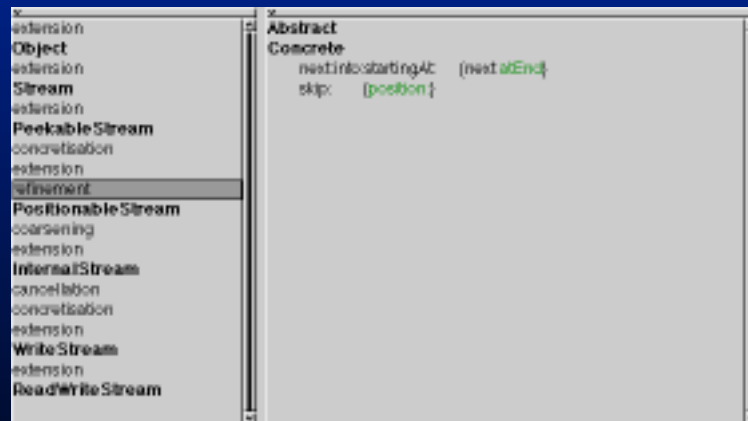 extension
Object
extension
Stream
extension
PeekableStream
concretisation
extension
refinement
PositionableStream
coarsening
extension
InternalStream
cancellation
concretisation
extension
WriteStream
extension
ReadWriteStream
Abstract
Concrete
next:into:startingAt: {next atEnd}
skip: {position:}